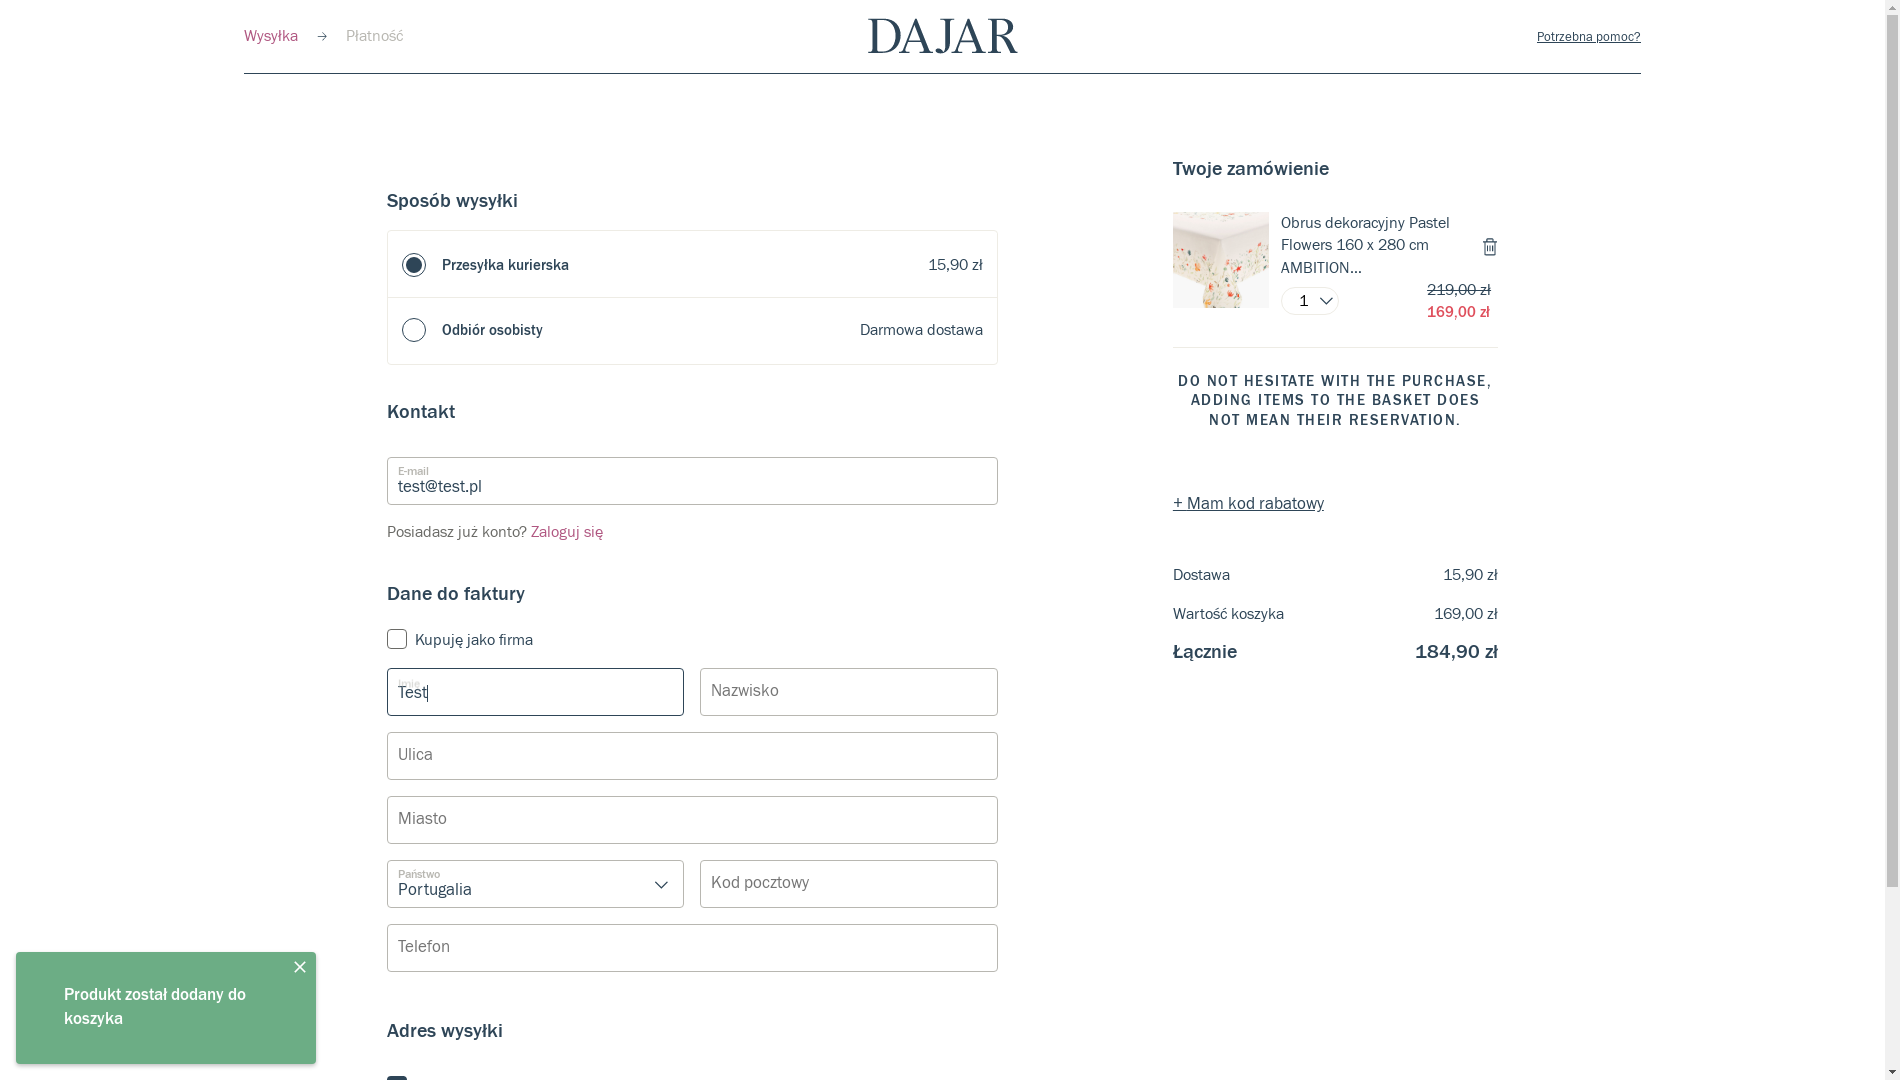 Wysyłka → Płatność
DAJAR
Potrzebna pomoc?
Sposób wysyłki
Przesyłka kurierska 15,90 zł
Odbiór osobisty Darmowa dostawa
Kontakt
E-mail
test@test.pl
Posiadasz już konto? Zaloguj się
Dane do faktury
Kupuję jako firma
Imię
Test
Nazwisko
Ulica
Miasto
Państwo
Portugalia
Kod pocztowy
Telefon
Adres wysyłki
Twoje zamówienie
Obrus dekoracyjny Pastel
Flowers 160 x 280 cm
AMBITION...
1
219,00 zł
169,00 zł
DO NOT HESITATE WITH THE PURCHASE,
ADDING ITEMS TO THE BASKET DOES
NOT MEAN THEIR RESERVATION.
+ Mam kod rabatowy
Dostawa 15,90 zł
Wartość koszyka 169,00 zł
Łącznie 184,90 zł
Produkt został dodany do
koszyka